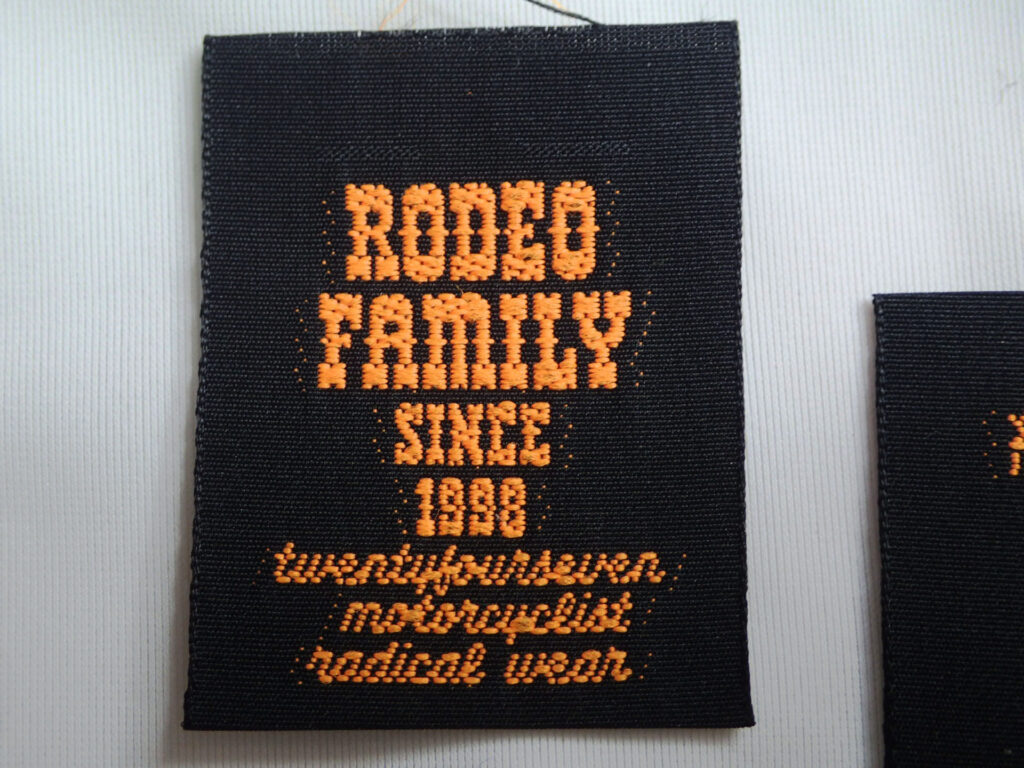 RODEO
FAMILY
SINCE
1998
twentyfourseven
motorcyclist
radical wear